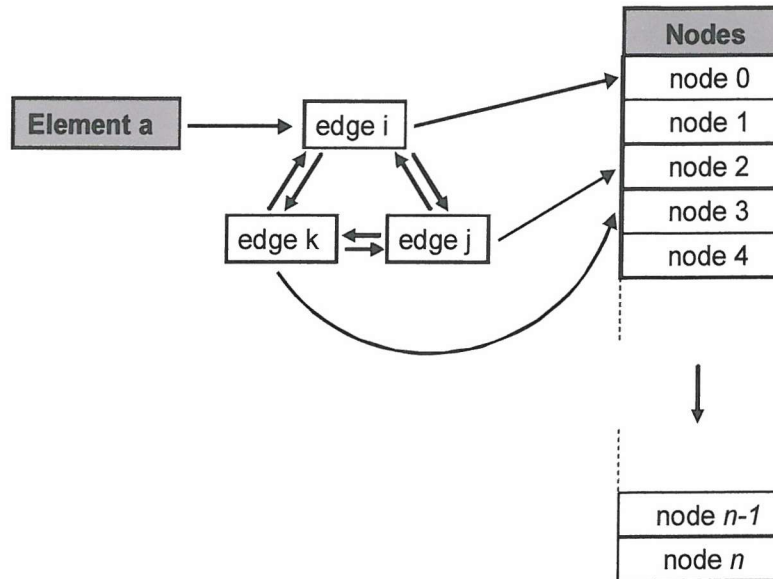 Nodes
node 0
Element a
edge i
node 1
node 2
edge k
edge j
node 3
node 4
node n-1
node n